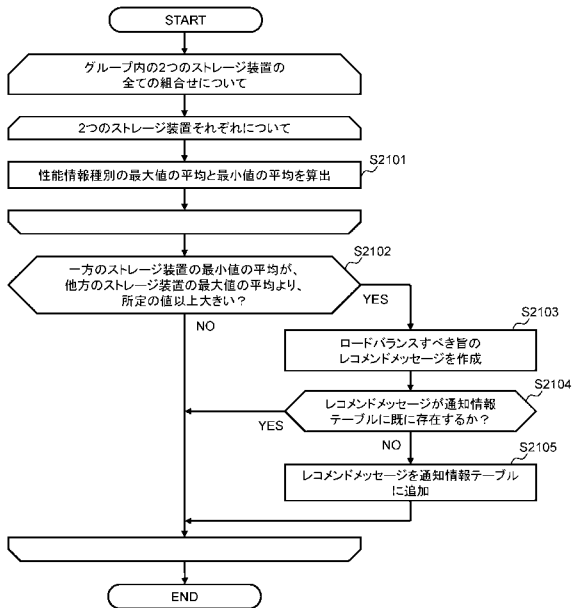 START
グループ内の2つのストレージ装置の
全ての組合せについて
2つのストレージ装置それぞれについて
S2101
性能情報種別の最大値の平均と最小値の平均を算出
S2102
一方のストレージ装置の最小値の平均が、
他方のストレージ装置の最大値の平均より、
所定の値以上大きい？
YES
NO
S2103
ロードバランスすべき旨の
レコメンドメッセージを作成
S2104
レコメンドメッセージが通知情報
テーブルに既に存在するか？
YES
NO
S2105
レコメンドメッセージを通知情報テーブル
に追加
END